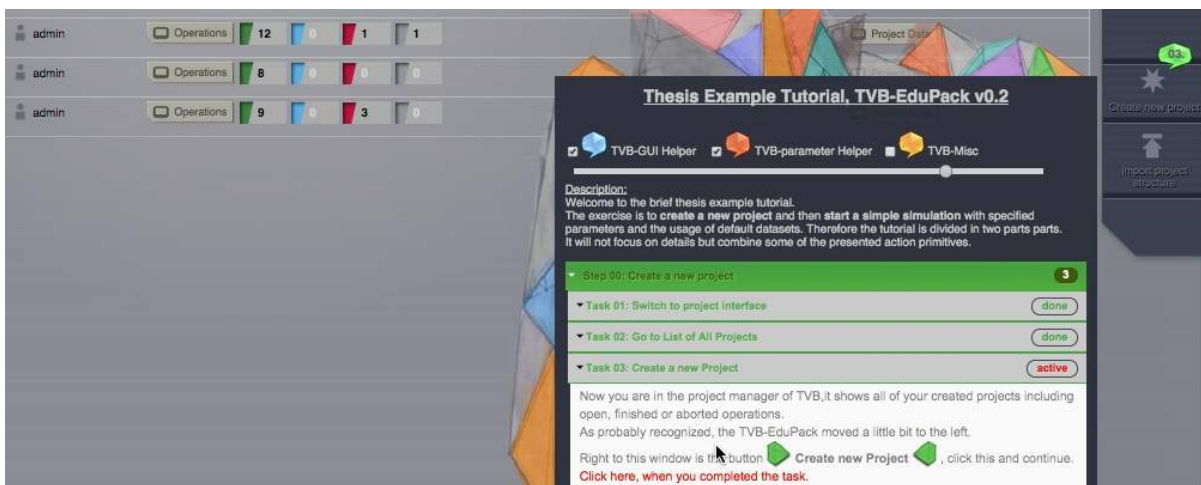 admin Operations 12 0 1 1 Project Data
admin Operations 8 0 0 0
admin Operations 9 0 3 0
03.
Create new project
Import project
structure
Thesis Example Tutorial, TVB-EduPack v0.2
TVB-GUI Helper TVB-parameter Helper TVB-Misc
Description:
Welcome to the brief thesis example tutorial.
The exercise is to create a new project and then start a simple simulation with specified
parameters and the usage of default datasets. Therefore the tutorial is divided in two parts parts.
It will not focus on details but combine some of the presented action primitives.
Step 00: Create a new project 3
Task 01: Switch to project interface done
Task 02: Go to List of All Projects done
Task 03: Create a new Project active
Now you are in the project manager of TVB,it shows all of your created projects including
open, finished or aborted operations.
As probably recognized, the TVB-EduPack moved a little bit to the left.
Right to this window is the button Create new Project , click this and continue.
Click here, when you completed the task.